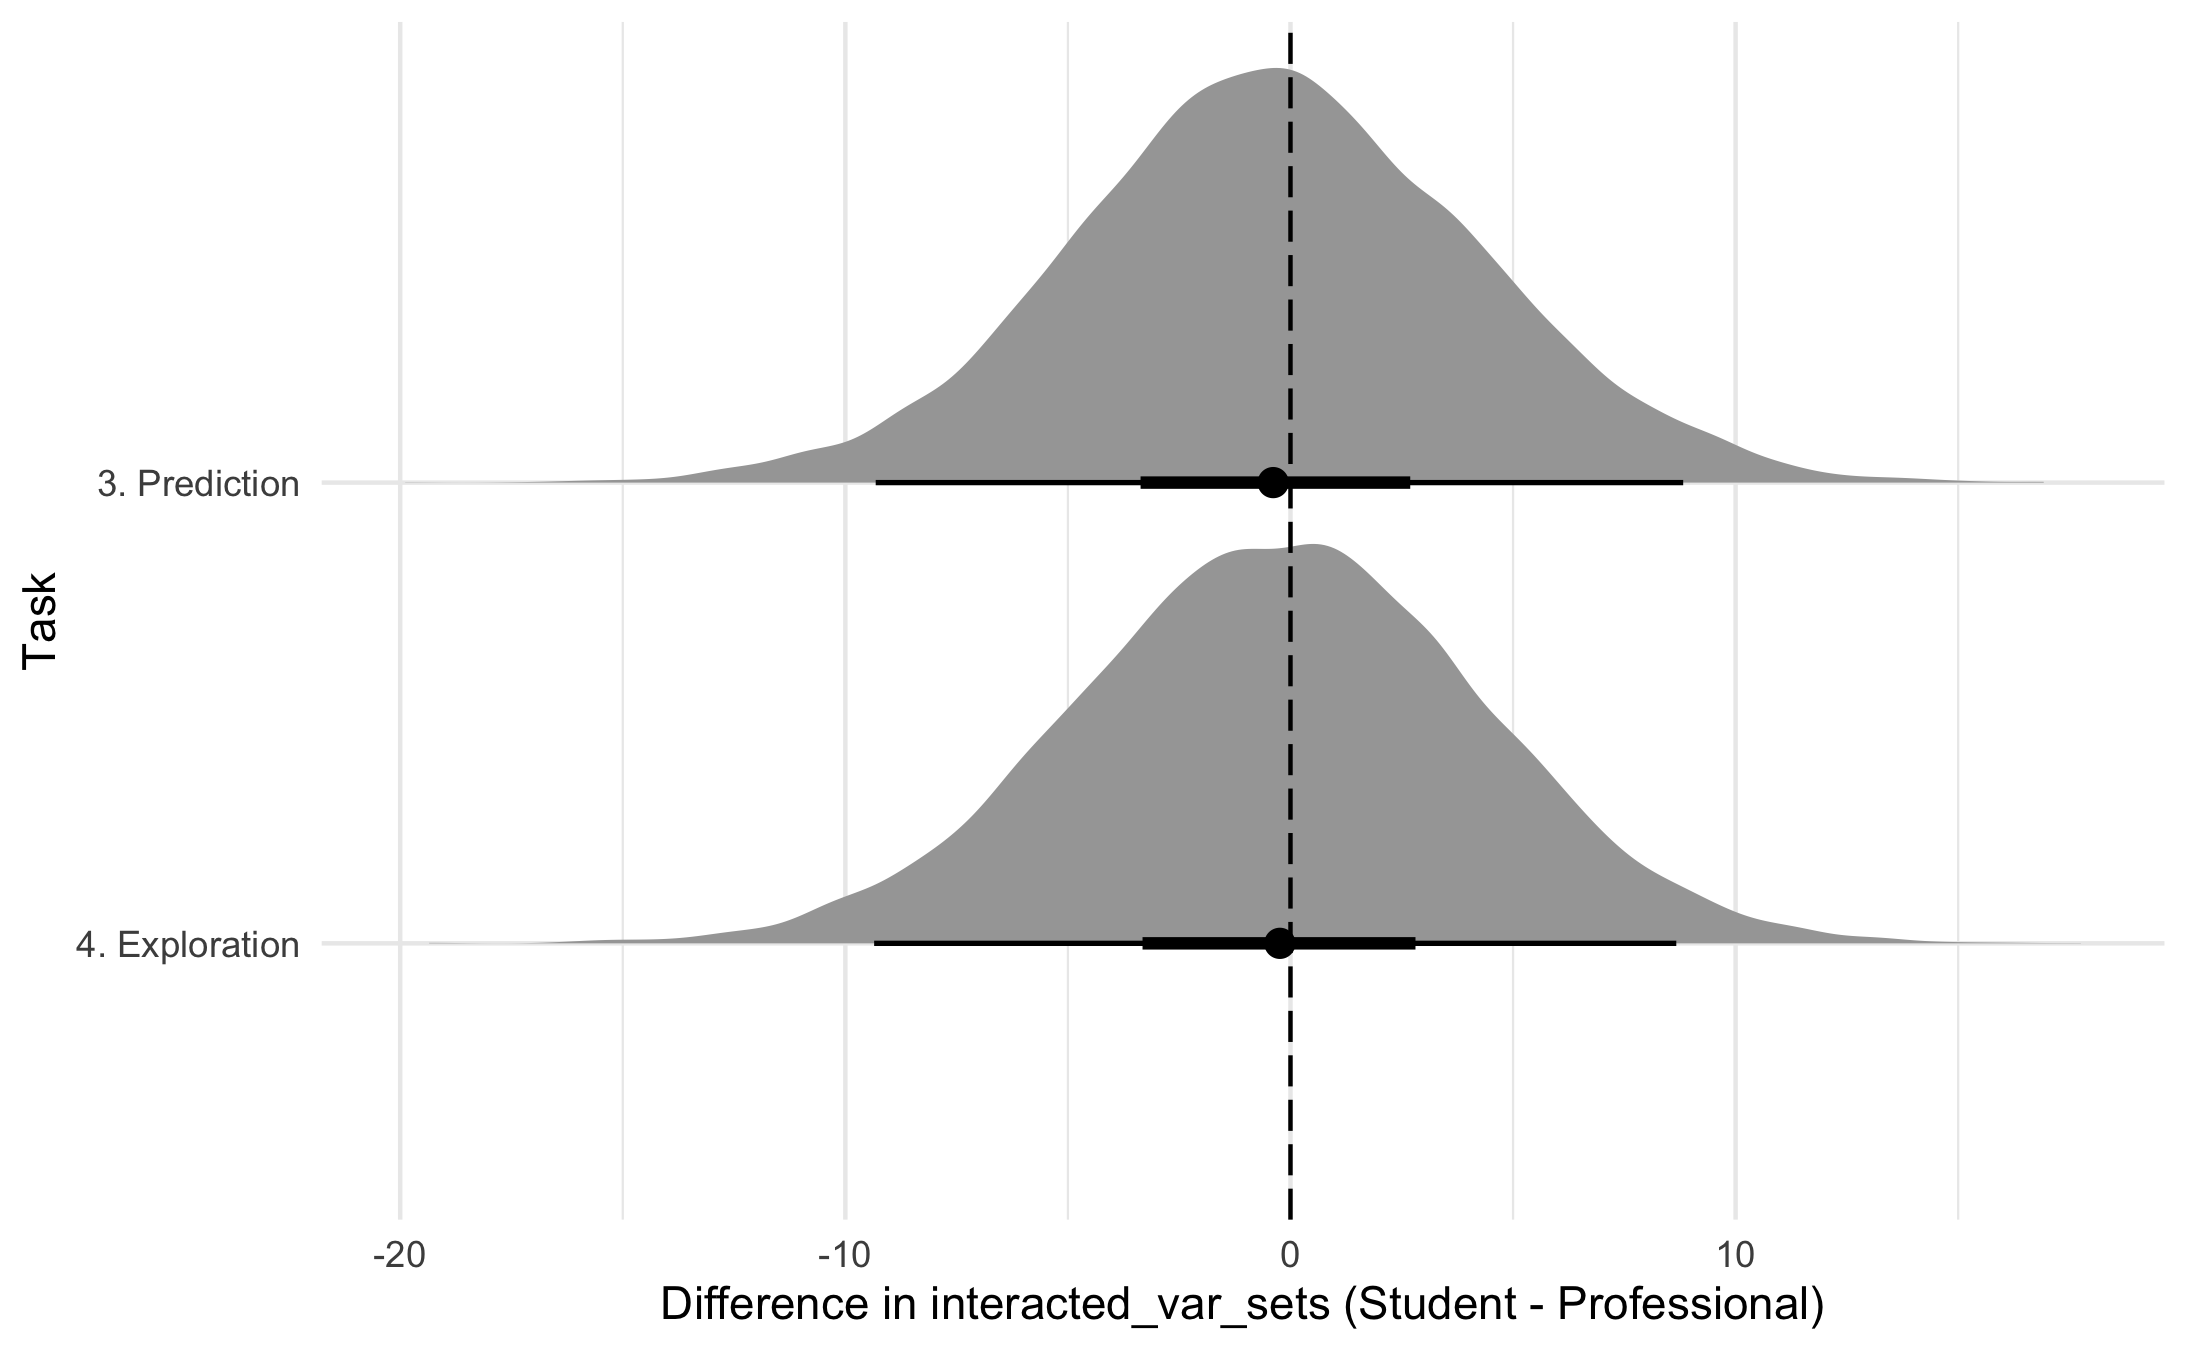 3. Prediction
Task
4. Exploration
-20 -10 0 10
Difference in interacted_var_sets (Student - Professional)